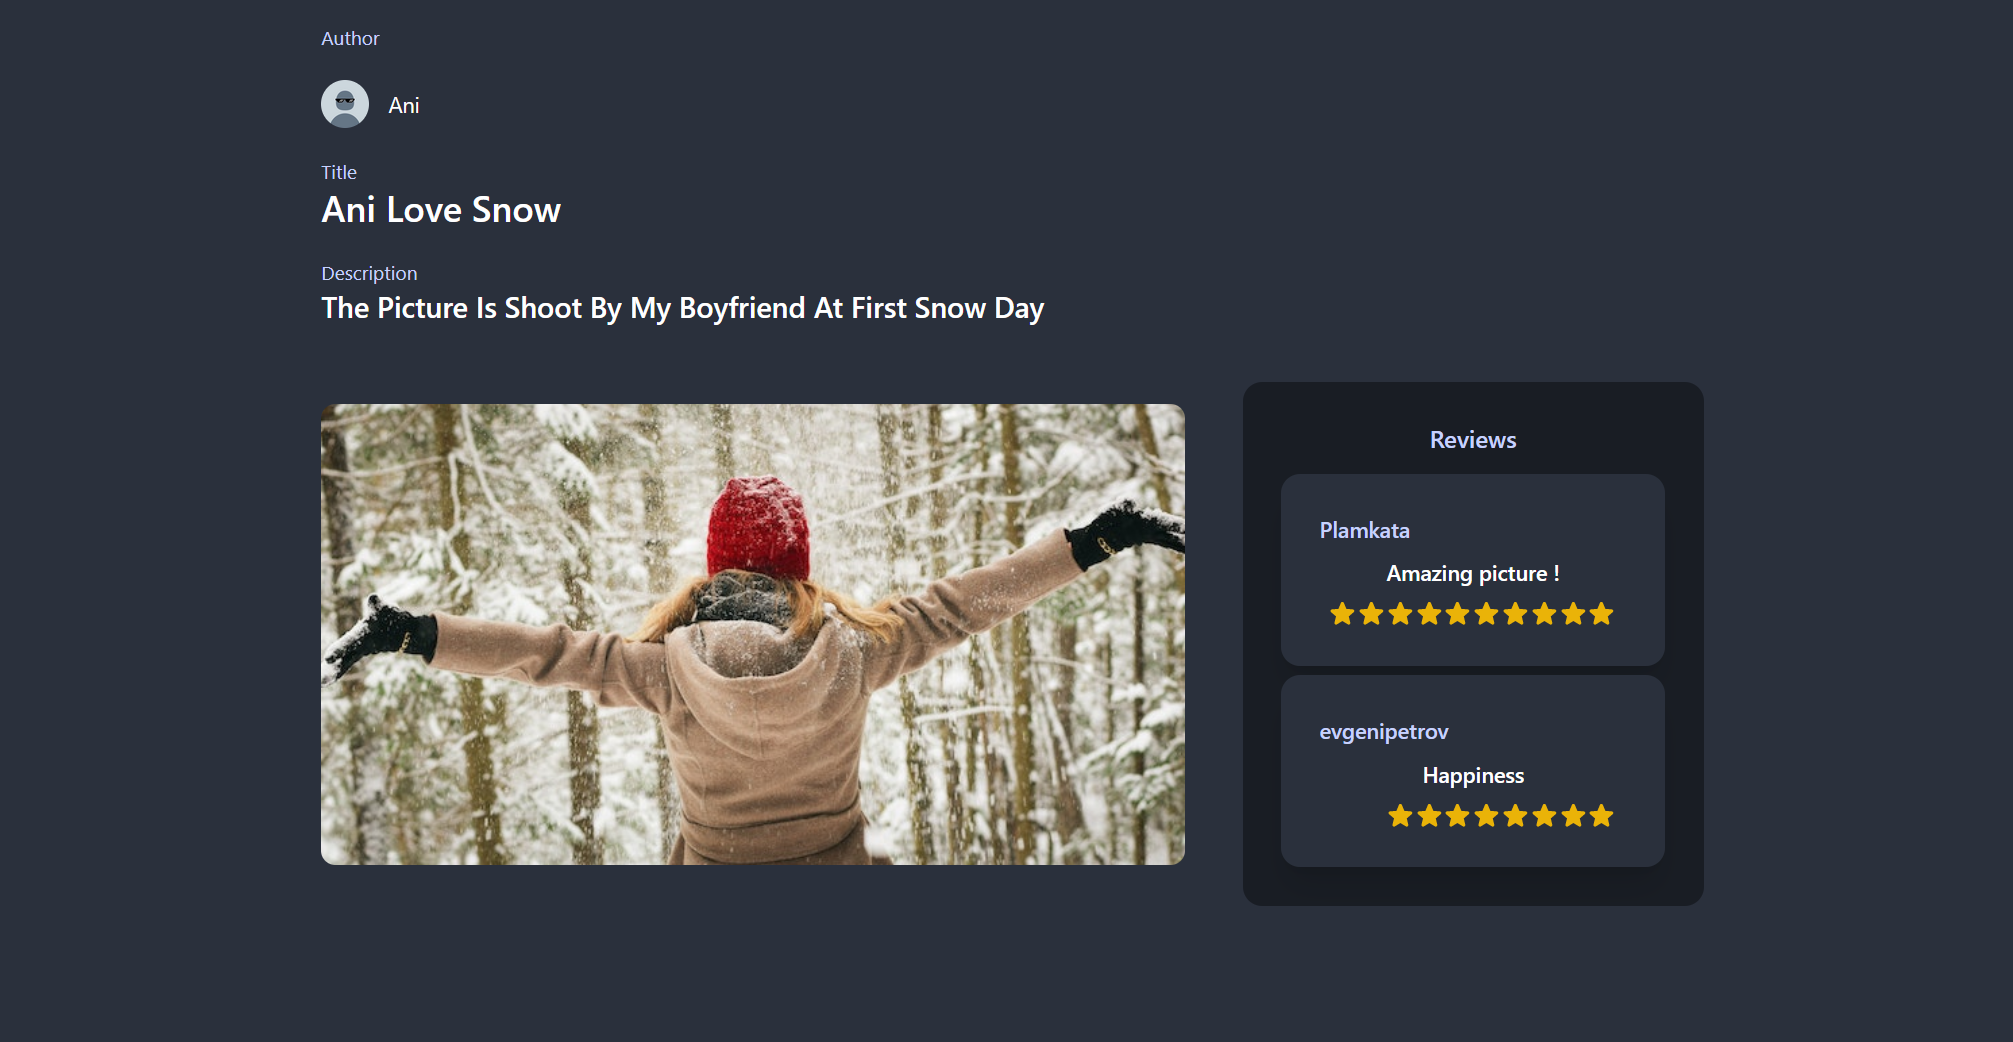 Author
Ani
Title
Ani Love Snow
Description
The Picture Is Shoot By My Boyfriend At First Snow Day
Reviews
Plamkata
Amazing picture !
evgenipetrov
Happiness